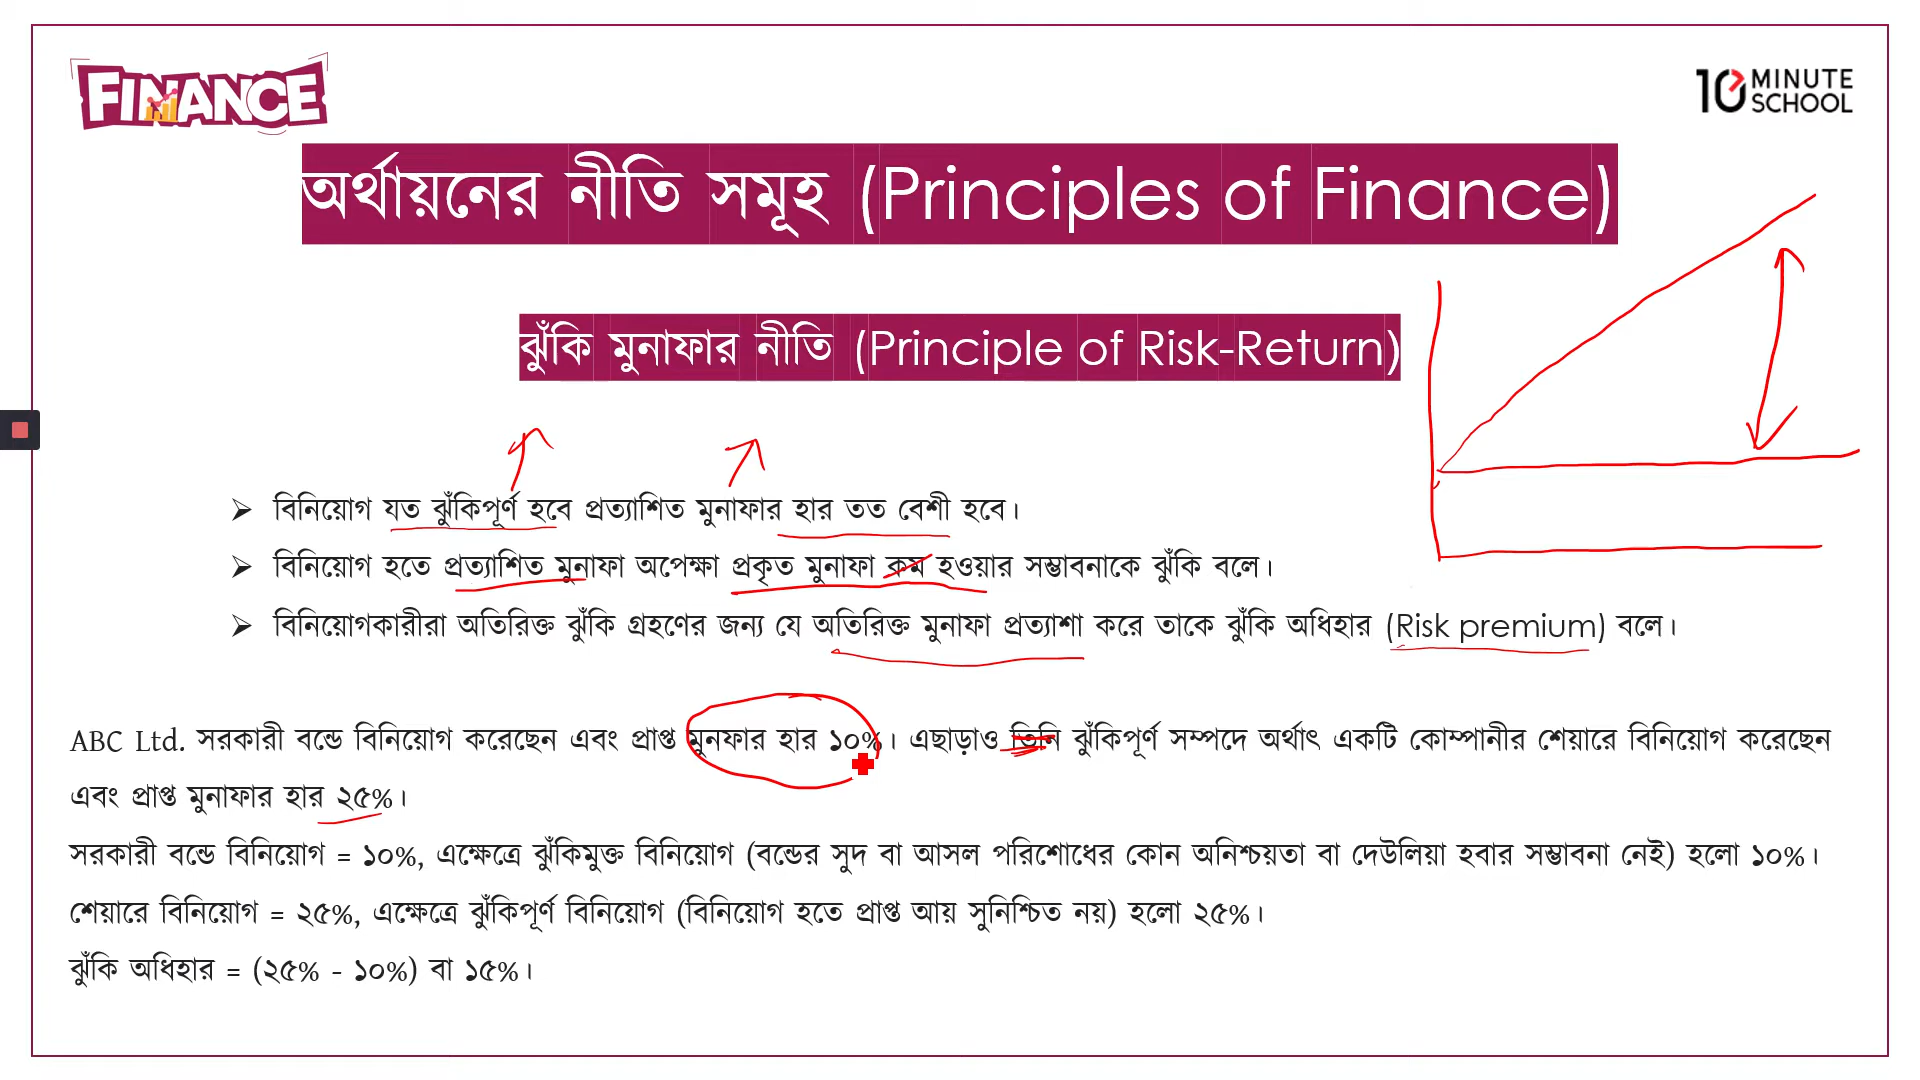 FINANCE
10 MINUTE SCHOOL
অর্থায়নের নীতি সমূহ (Principles of Finance)
ঝুঁকি মুনাফার নীতি (Principle of Risk-Return)
➤ বিনিয়োগ যত ঝুঁকিপূর্ণ হবে প্রত্যাশিত মুনাফার হার তত বেশী হবে।
➤ বিনিয়োগ হতে প্রত্যাশিত মুনাফা অপেক্ষা প্রকৃত মুনাফা কম হওয়ার সম্ভাবনাকে ঝুঁকি বলে।
➤ বিনিয়োগকারীরা অতিরিক্ত ঝুঁকি গ্রহণের জন্য যে অতিরিক্ত মুনাফা প্রত্যাশা করে তাকে ঝুঁকি অধিহার (Risk premium) বলে।
ABC Ltd. সরকারী বন্ডে বিনিয়োগ করেছেন এবং প্রাপ্ত মুনফার হার ১০%। এছাড়াও তিনি ঝুঁকিপূর্ণ সম্পদে অর্থাৎ একটি কোম্পানীর শেয়ারে বিনিয়োগ করেছেন
এবং প্রাপ্ত মুনাফার হার ২৫%।
সরকারী বন্ডে বিনিয়োগ = ১০%, এক্ষেত্রে ঝুঁকিমুক্ত বিনিয়োগ (বন্ডের সুদ বা আসল পরিশোধের কোন অনিশ্চয়তা বা দেউলিয়া হবার সম্ভাবনা নেই) হলো ১০%।
শেয়ারে বিনিয়োগ = ২৫%, এক্ষেত্রে ঝুঁকিপূর্ণ বিনিয়োগ (বিনিয়োগ হতে প্রাপ্ত আয় সুনিশ্চিত নয়) হলো ২৫%।
ঝুঁকি অধিহার = (২৫% - ১০%) বা ১৫%।